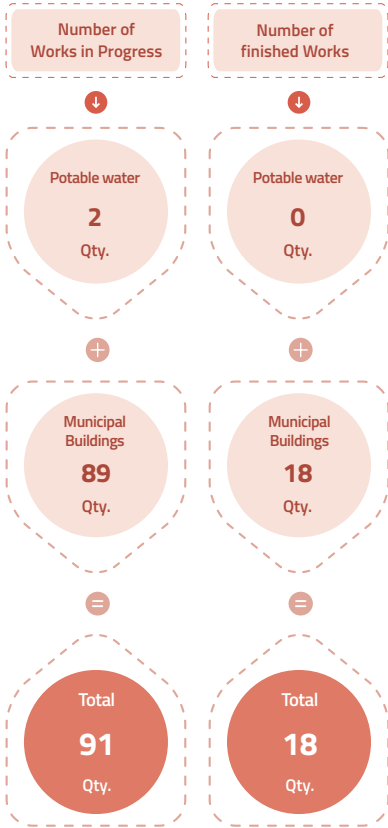 Number of
Works in Progress
Potable water
2
Qty.
+
Municipal
Buildings
89
Qty.
=
Total
91
Qty.
Number of
finished Works
Potable water
0
Qty.
+
Municipal
Buildings
18
Qty.
=
Total
18
Qty.